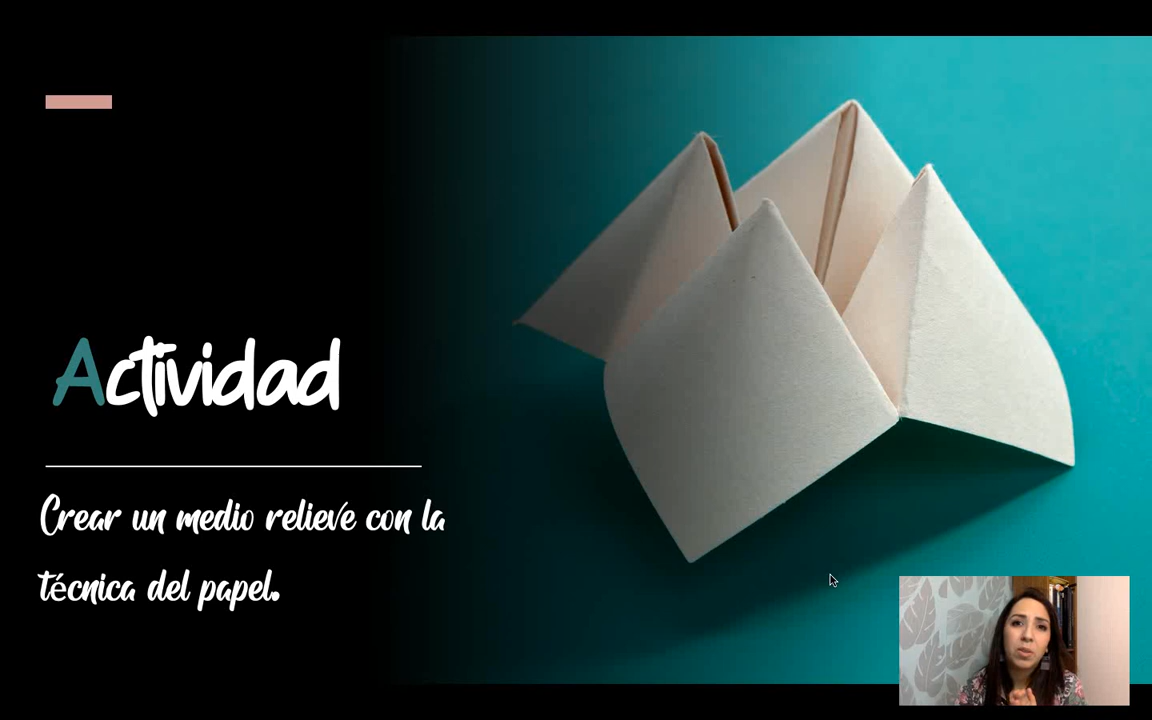 Actividad
Crear un medio relieve con la
técnica del papel.